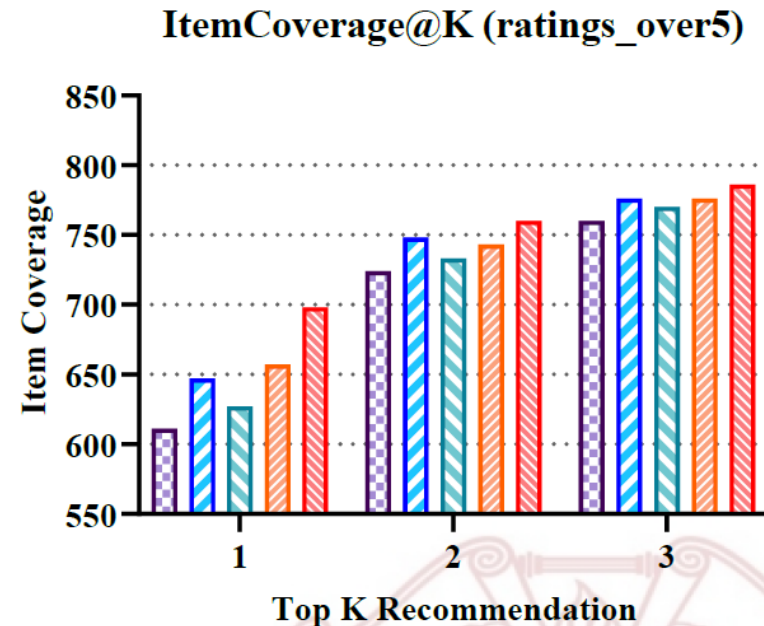 ItemCoverage@K (ratings_over5)
Item Coverage
850
800
750
700
650
600
550
1 2 3
Top K Recommendation